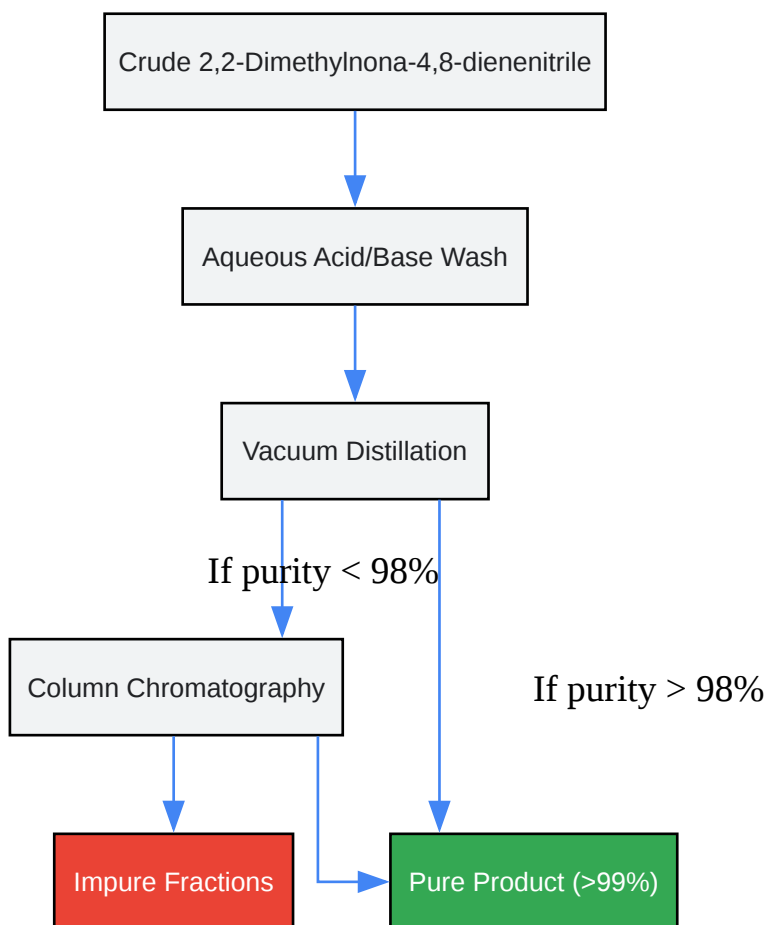 Crude 2,2-Dimethylnona-4,8-dienenitrile
Aqueous Acid/Base Wash
Vacuum Distillation
If purity < 98%
Column Chromatography
If purity > 98%
Impure Fractions
Pure Product (>99%)